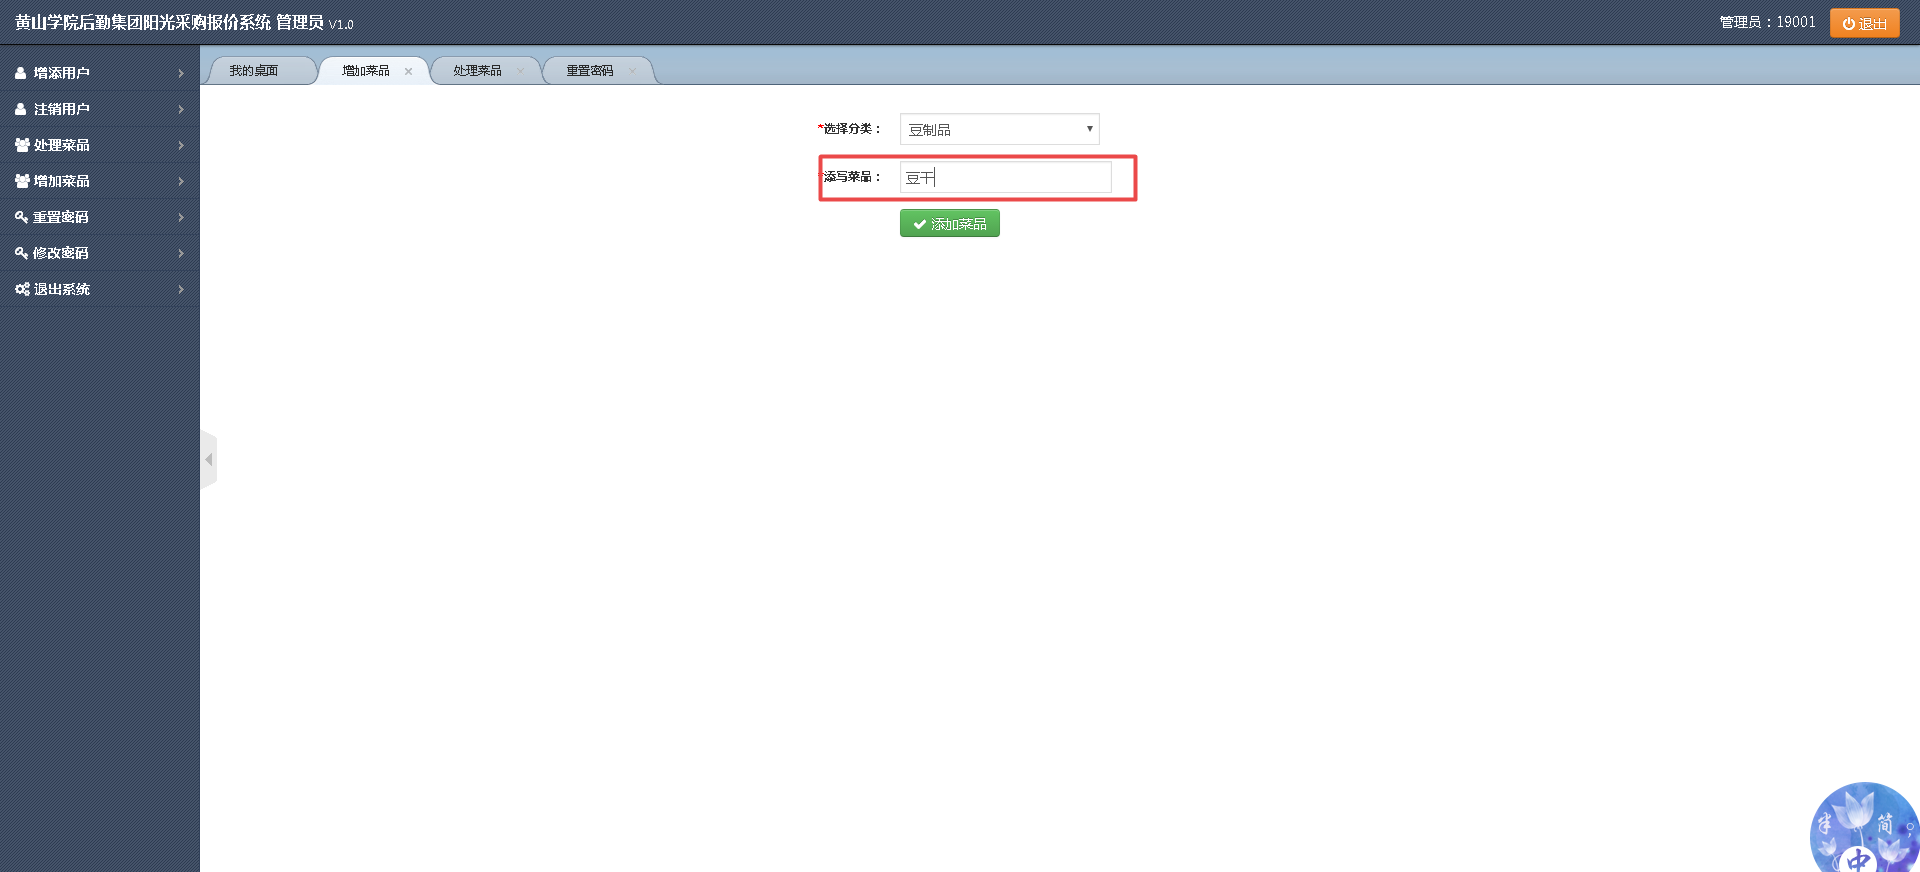 黄山学院后勤集团阳光采购报价系统 管理员 V1.0
管理员：19001
退出
增添用户
注销用户
处理菜品
增加菜品
重置密码
修改密码
退出系统
我的桌面
增加菜品
处理菜品
重置密码
*选择分类：
豆制品
*添写菜品：
豆干
添加菜品
半
简
中